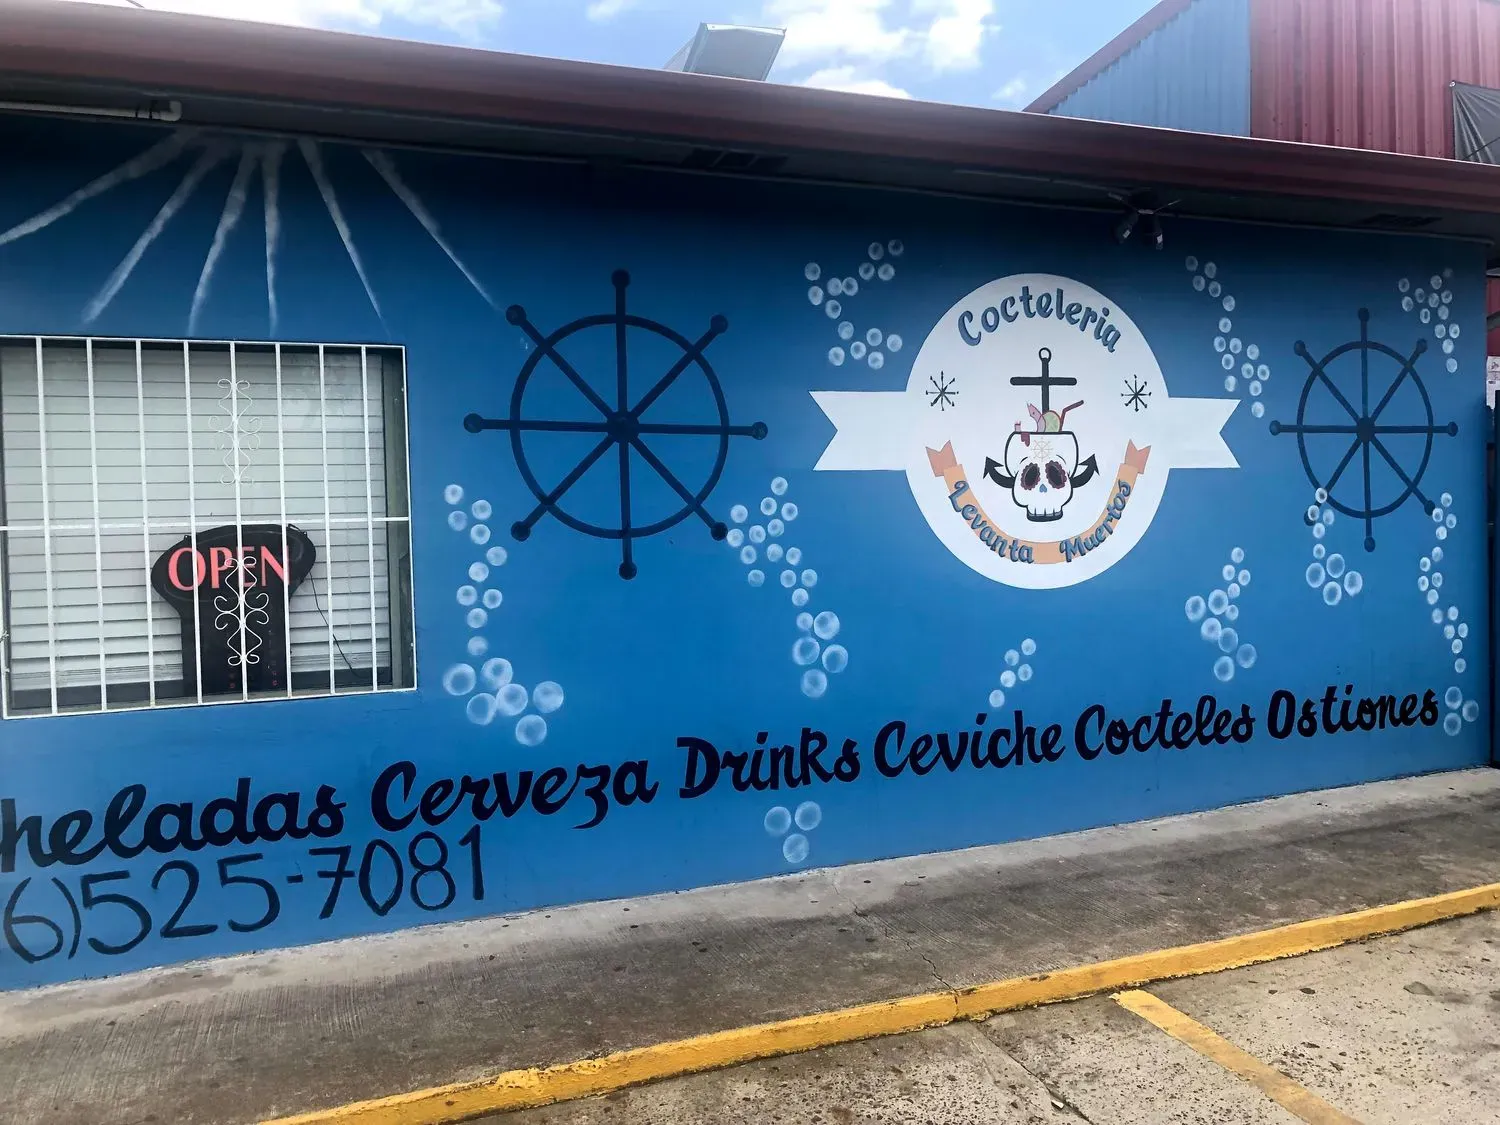 Cocteleria
Levanta Muertos
OPEN
heladas Cerveza Drinks Ceviche Cocteles Ostiones
6)525-7081